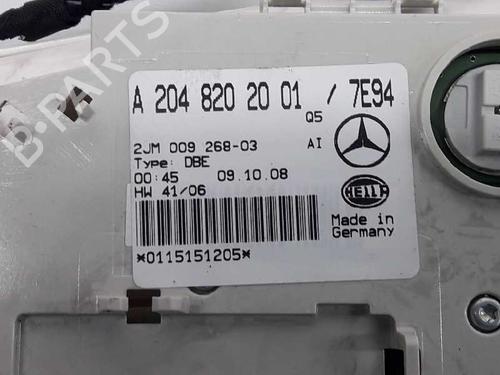 A 204 820 20 01 / 7E94
Q5
2JM 009 268-03 AI
Type: DBE
00:45 09.10.08
HW 41/06
HELLA
Made in
Germany
*0115151205*
B-PARTS